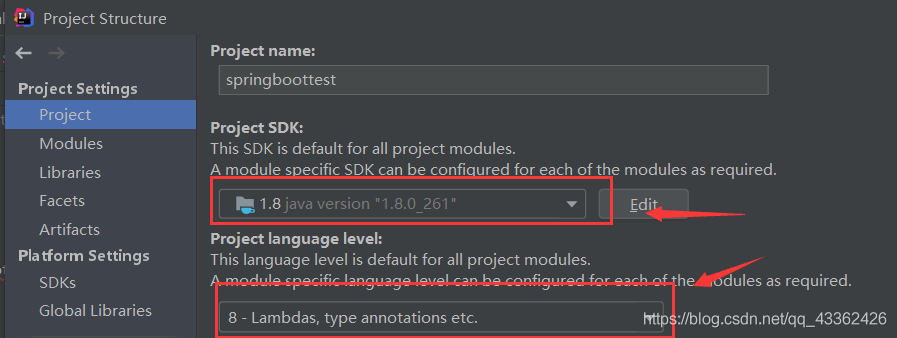 Project Structure
Project name:
Project Settings
springboottest
Project
Project SDK:
Modules
This SDK is default for all project modules.
Libraries
A module specific SDK can be configured for each of the modules as required.
Facets
1.8 java version "1.8.0_261"
Edit
Artifacts
Project language level:
Platform Settings
This language level is default for all project modules.
SDKs
A module specific language level can be configured for each of the modules as required.
Global Libraries
8 - Lambdas, type annotations etc.
https://blog.csdn.net/qq_43362426